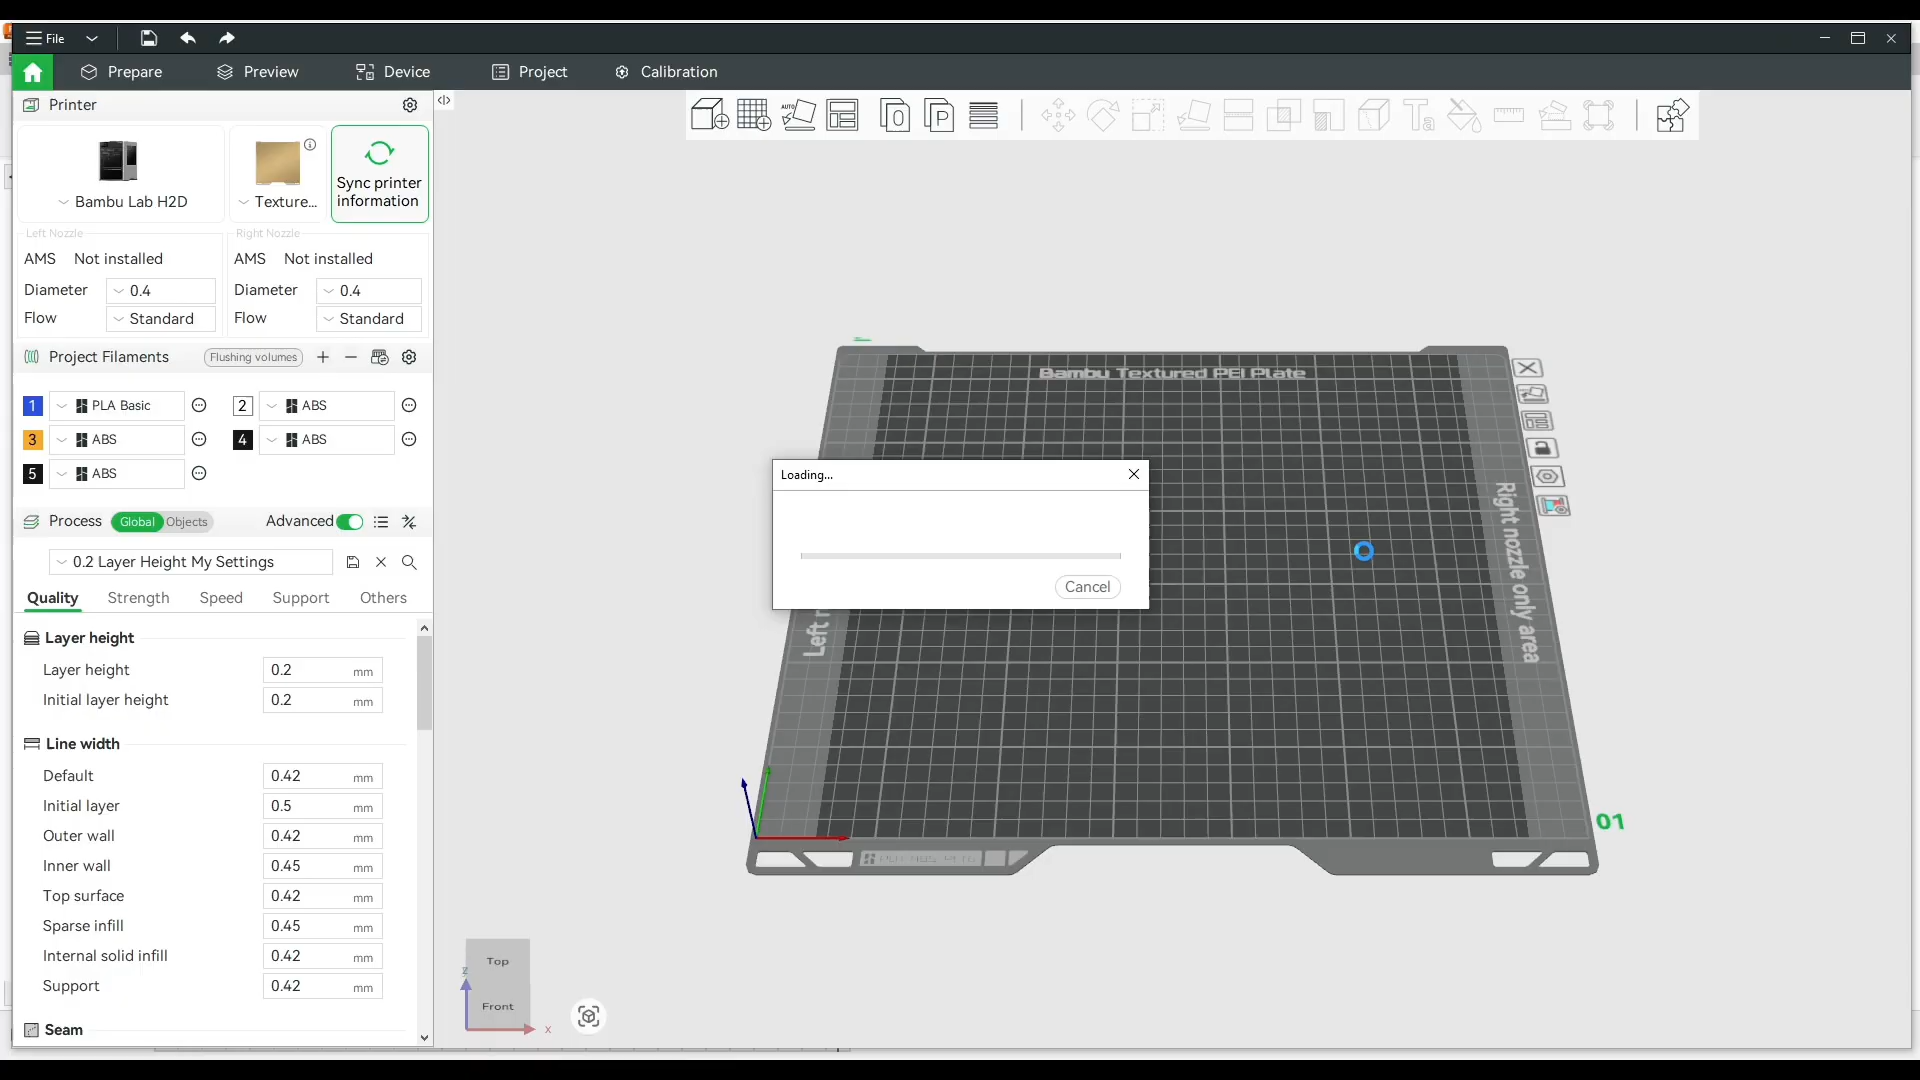 File
Prepare
Preview
Device
Project
Calibration
Printer
Bambu Lab H2D
Texture...
Sync printer
information
Left Nozzle
Right Nozzle
AMS Not installed
AMS Not installed
Diameter 0.4
Diameter 0.4
Flow Standard
Flow Standard
Project Filaments
Flushing volumes
1 PLA Basic
2 ABS
3 ABS
4 ABS
5 ABS
Process
Global
Objects
Advanced
0.2 Layer Height My Settings
Quality
Strength
Speed
Support
Others
Layer height
Layer height 0.2 mm
Initial layer height 0.2 mm
Line width
Default 0.42 mm
Initial layer 0.5 mm
Outer wall 0.42 mm
Inner wall 0.45 mm
Top surface 0.42 mm
Sparse infill 0.45 mm
Internal solid infill 0.42 mm
Support 0.42 mm
Seam
AUTO
0
P
Ta
Bambu Textured PEI Plate
Loading...
Cancel
Left
Right nozzle only area
01
Top
Front
z
x